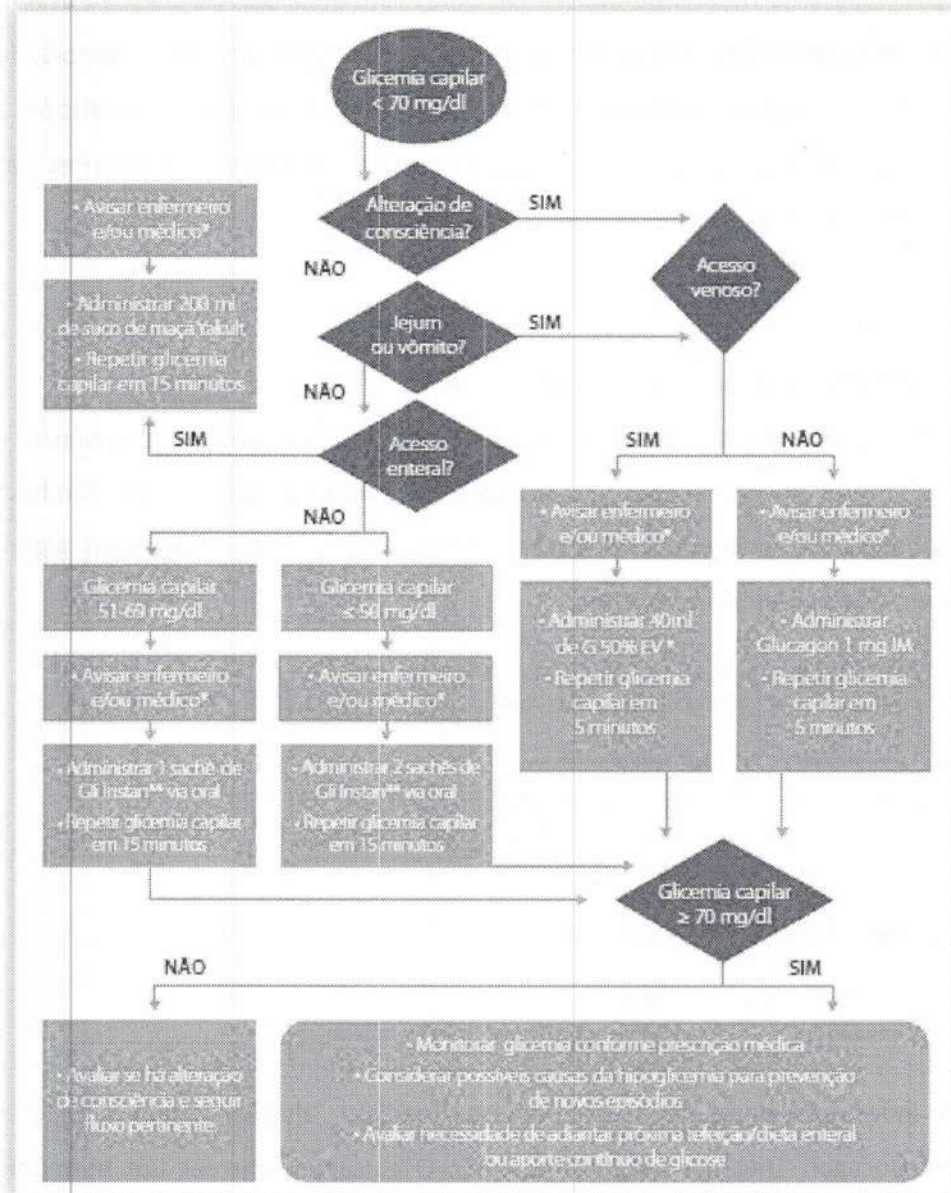 Glicemia capilar
< 70 mg/dl
Alteração de
consciência?
SIM
NÃO
Acesso
venoso?
• Avisar enfermeiro
e/ou médico*
• Administrar 200 ml
de suco de maçã Yakult
• Repetir glicemia
capilar em 15 minutos
Jejum
ou vômito?
SIM
NÃO
SIM
Acesso
enteral?
NÃO
SIM
NÃO
• Avisar enfermeiro
e/ou médico*
• Avisar enfermeiro
e/ou médico*
Glicemia capilar
51-69 mg/dl
Glicemia capilar
mg/dl
• Administrar 40ml
de G 50% EV *
• Repetir glicemia
capilar em
5 minutos
• Administrar
Glucagon 1 mg IM
• Repetir glicemia
capilar em
5 minutos
• Avisar enfermeiro
e/ou médico*
• Avisar enfermeiro
e/ou médico*
• Administrar 1 sachê de
Gli Instan** via oral
• Repetir glicemia capilar
em 15 minutos
• Administrar 2 sachês de
Gli Instan** via oral
• Repetir glicemia capilar
em 15 minutos
Glicemia capilar
≥ 70 mg/dl
NÃO
SIM
• Avaliar se há alteração
de consciência e seguir
fluxo pertinente
• Monitorar glicemia conforme prescrição médica
• Considerar possíveis causas da hipoglicemia para prevenção
de novos episódios
• Avaliar necessidade de adiantar próxima refeição/dieta enteral
ou aporte contínuo de glicose